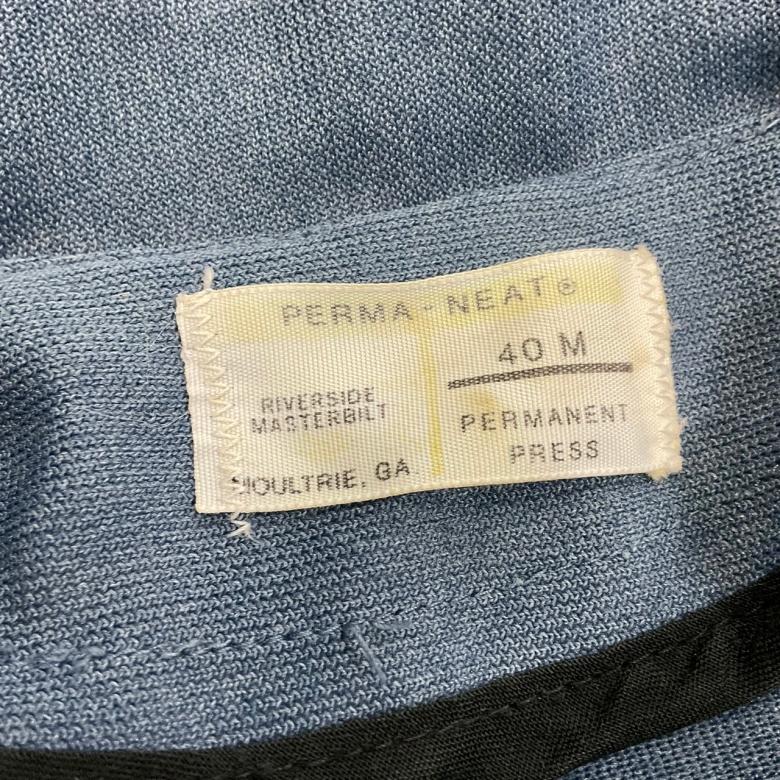 PERMA-NEAT®
RIVERSIDE
MASTERBILT
MOULTRIE, GA
40 M
PERMANENT
PRESS